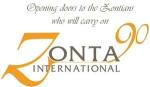 Opening doors to the Zontians
who will carry on
ZONTA 90
INTERNATIONAL